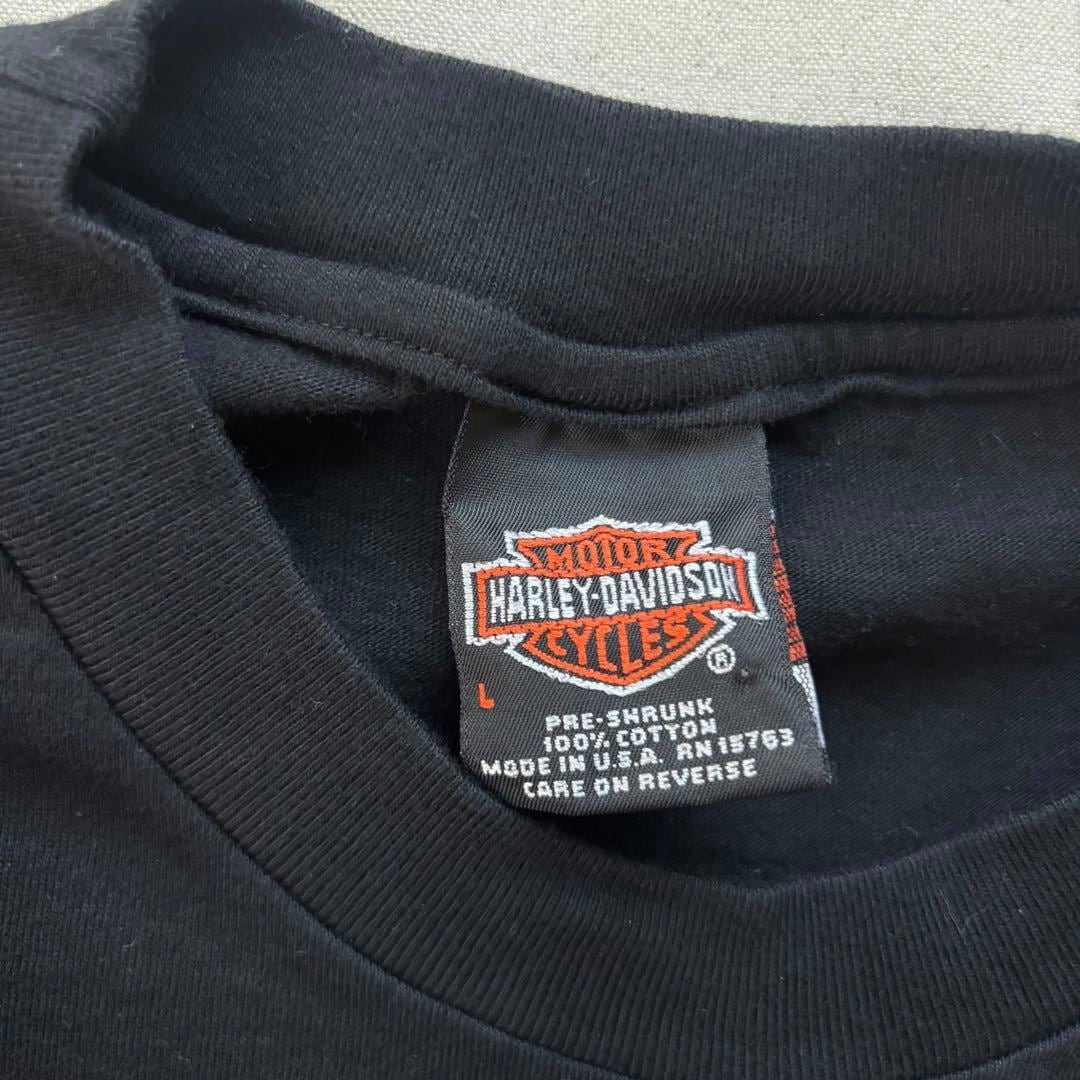 MOTOR
HARLEY-DAVIDSON
CYCLES
®
L
PRE-SHRUNK
100% COTTON
MADE IN U.S.A. RN 15763
CARE ON REVERSE